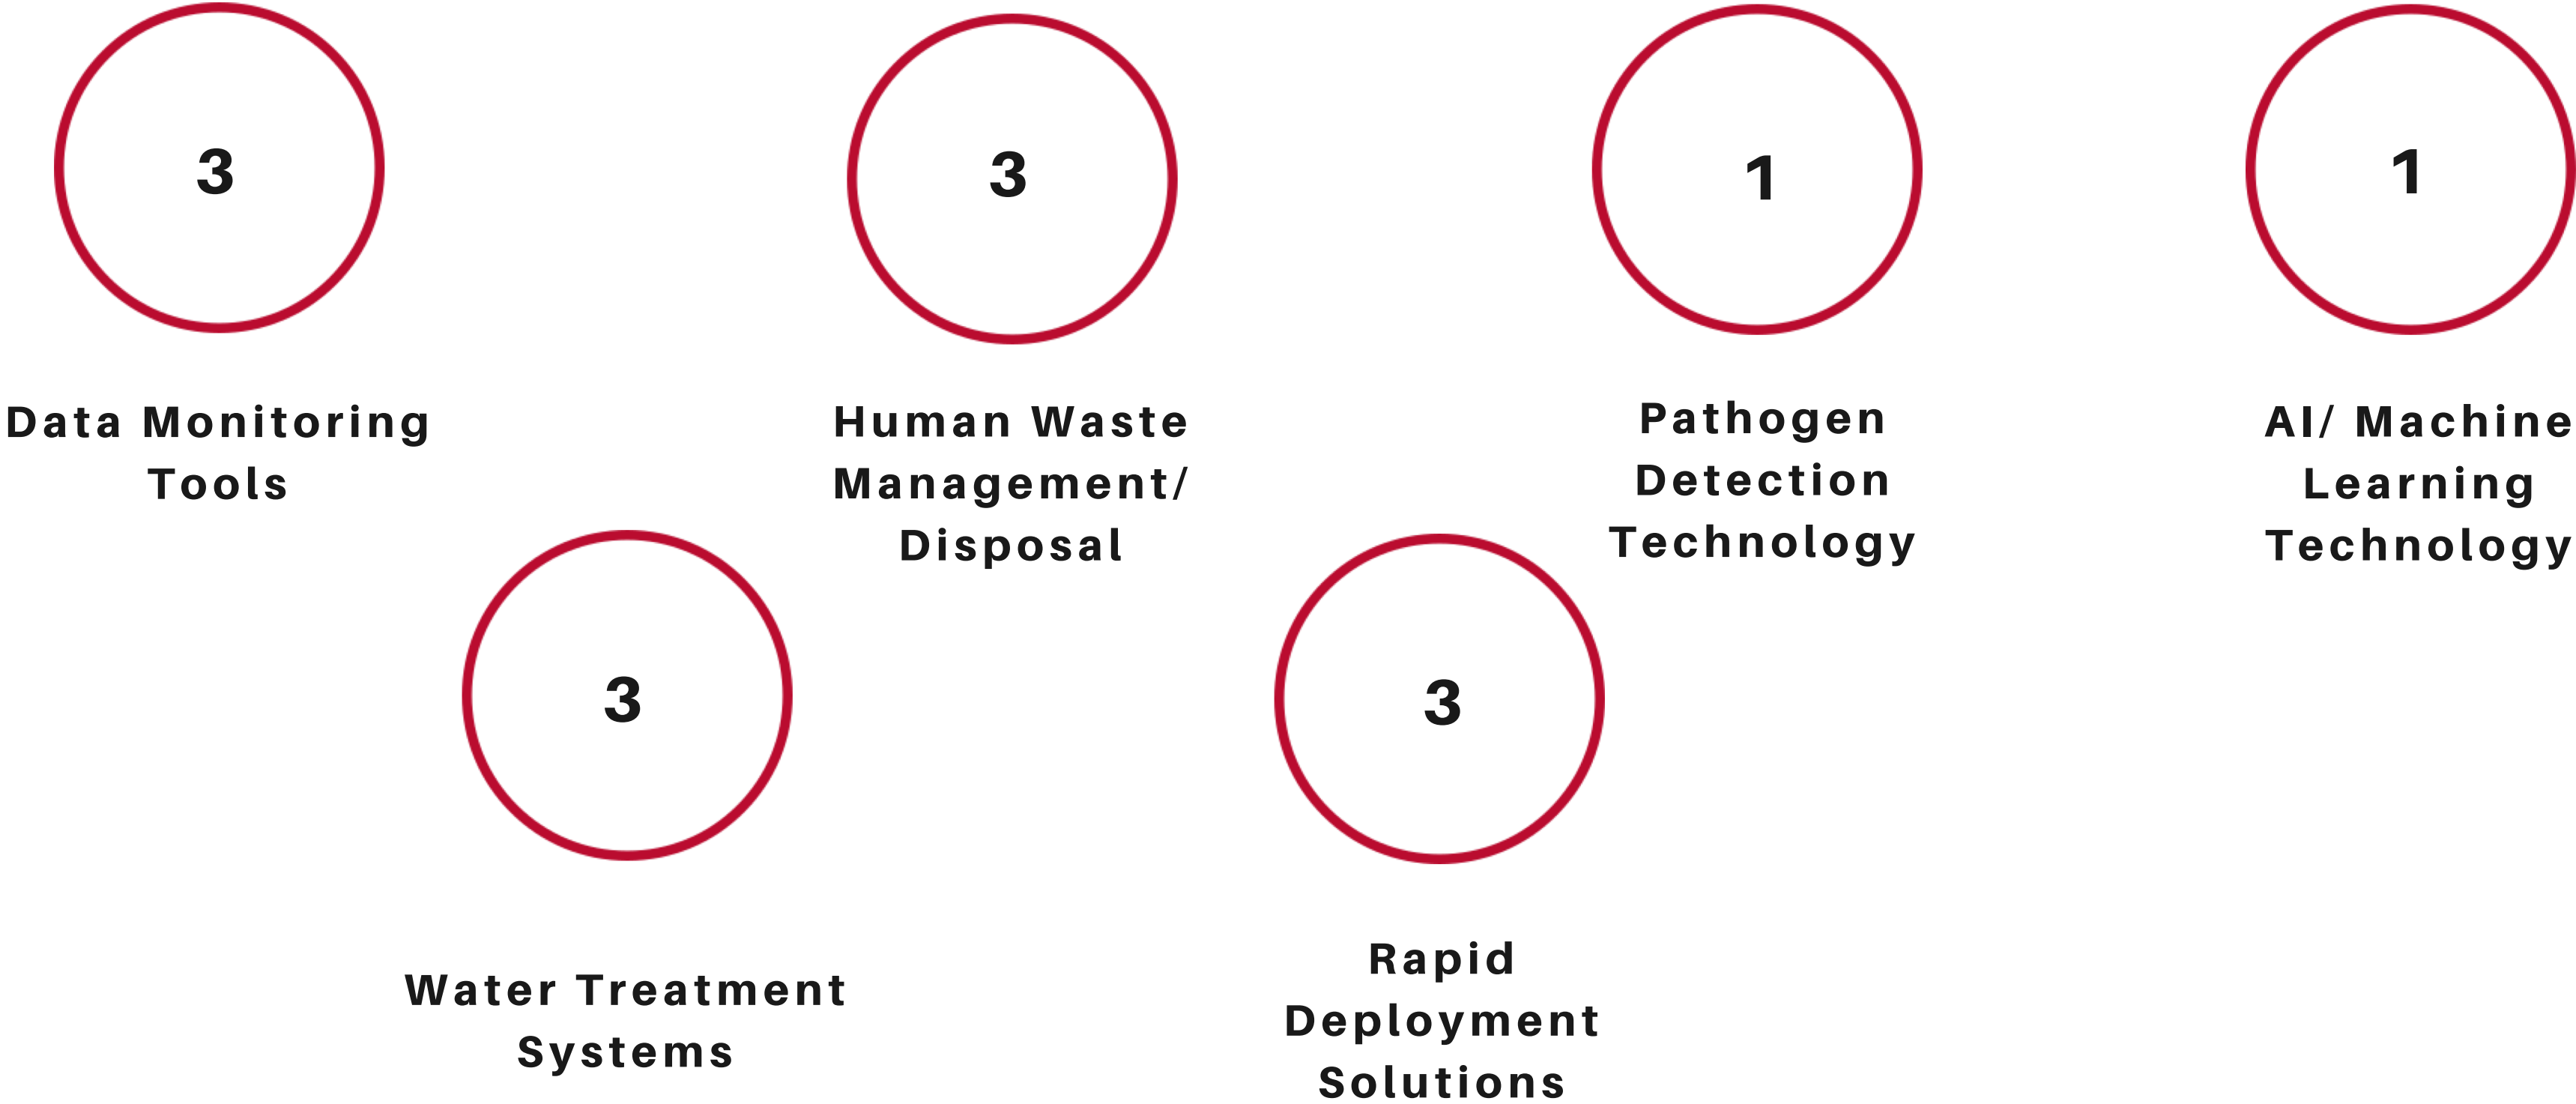 3
Data Monitoring
Tools
3
Human Waste
Management/
Disposal
1
Pathogen
Detection
Technology
1
AI/ Machine
Learning
Technology
3
Water Treatment
Systems
3
Rapid
Deployment
Solutions